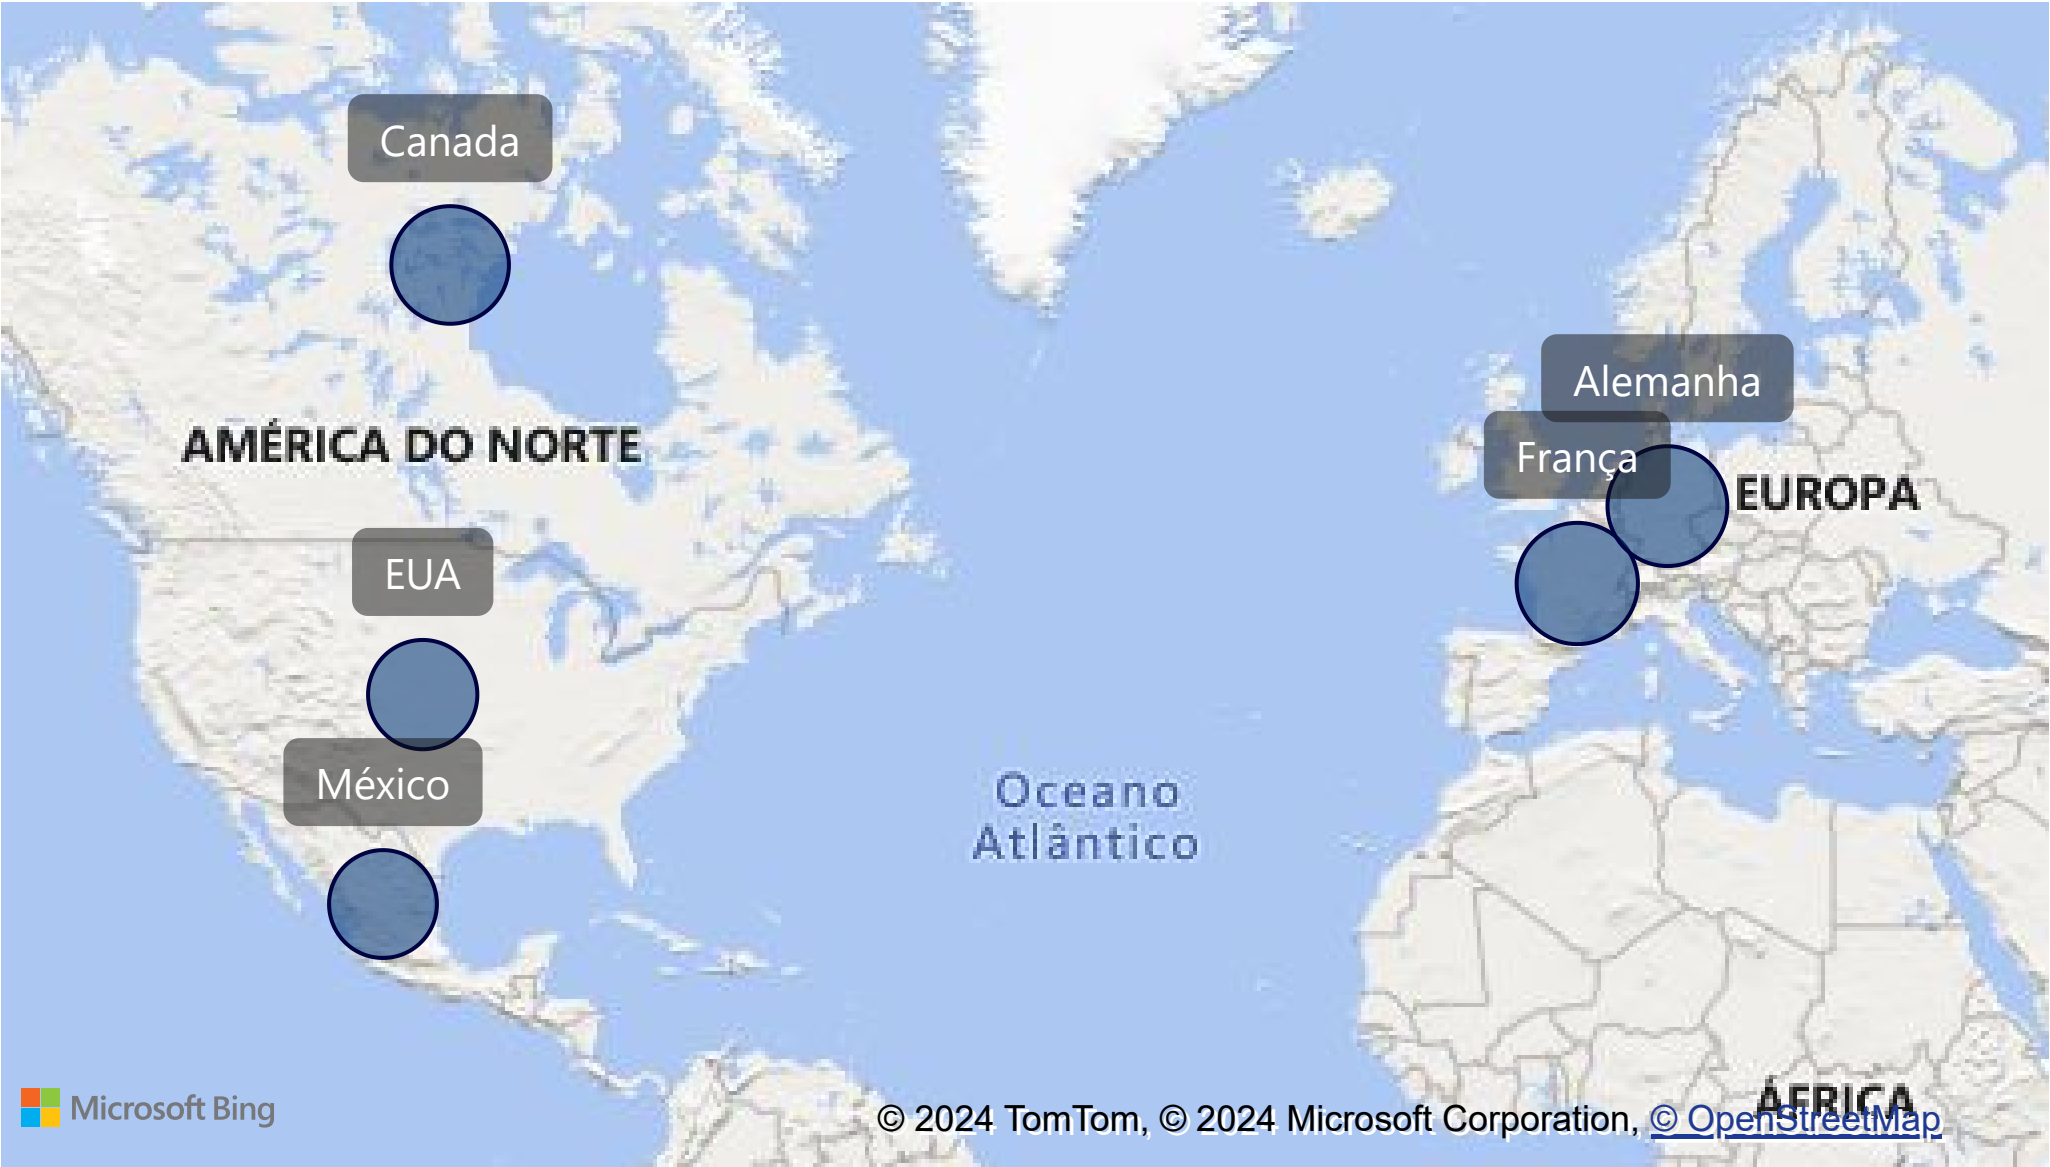 Canada
Alemanha
AMÉRICA DO NORTE
França
EUROPA
EUA
México
Oceano
Atlântico
ÁFRICA
Microsoft Bing
© 2024 TomTom, © 2024 Microsoft Corporation, © OpenStreetMap